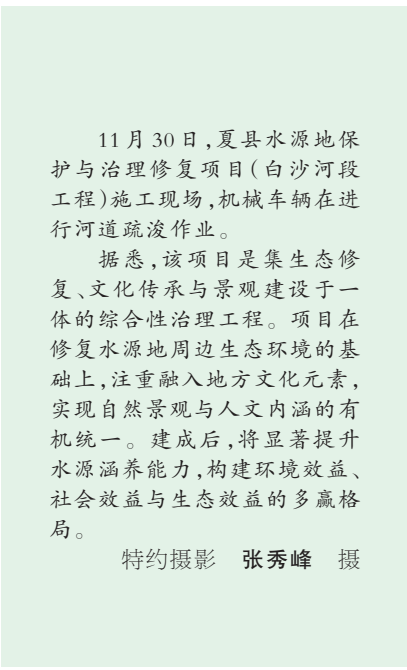 11月30日,夏县水源地保
护与治理修复项目(白沙河段
工程)施工现场,机械车辆在进
行河道疏浚作业。
据悉,该项目是集生态修
复、文化传承与景观建设于一
体的综合性治理工程。项目在
修复水源地周边生态环境的基
础上,注重融入地方文化元素,
实现自然景观与人文内涵的有
机统一。建成后,将显著提升
水源涵养能力,构建环境效益、
社会效益与生态效益的多赢格
局。
特约摄影 张秀峰 摄